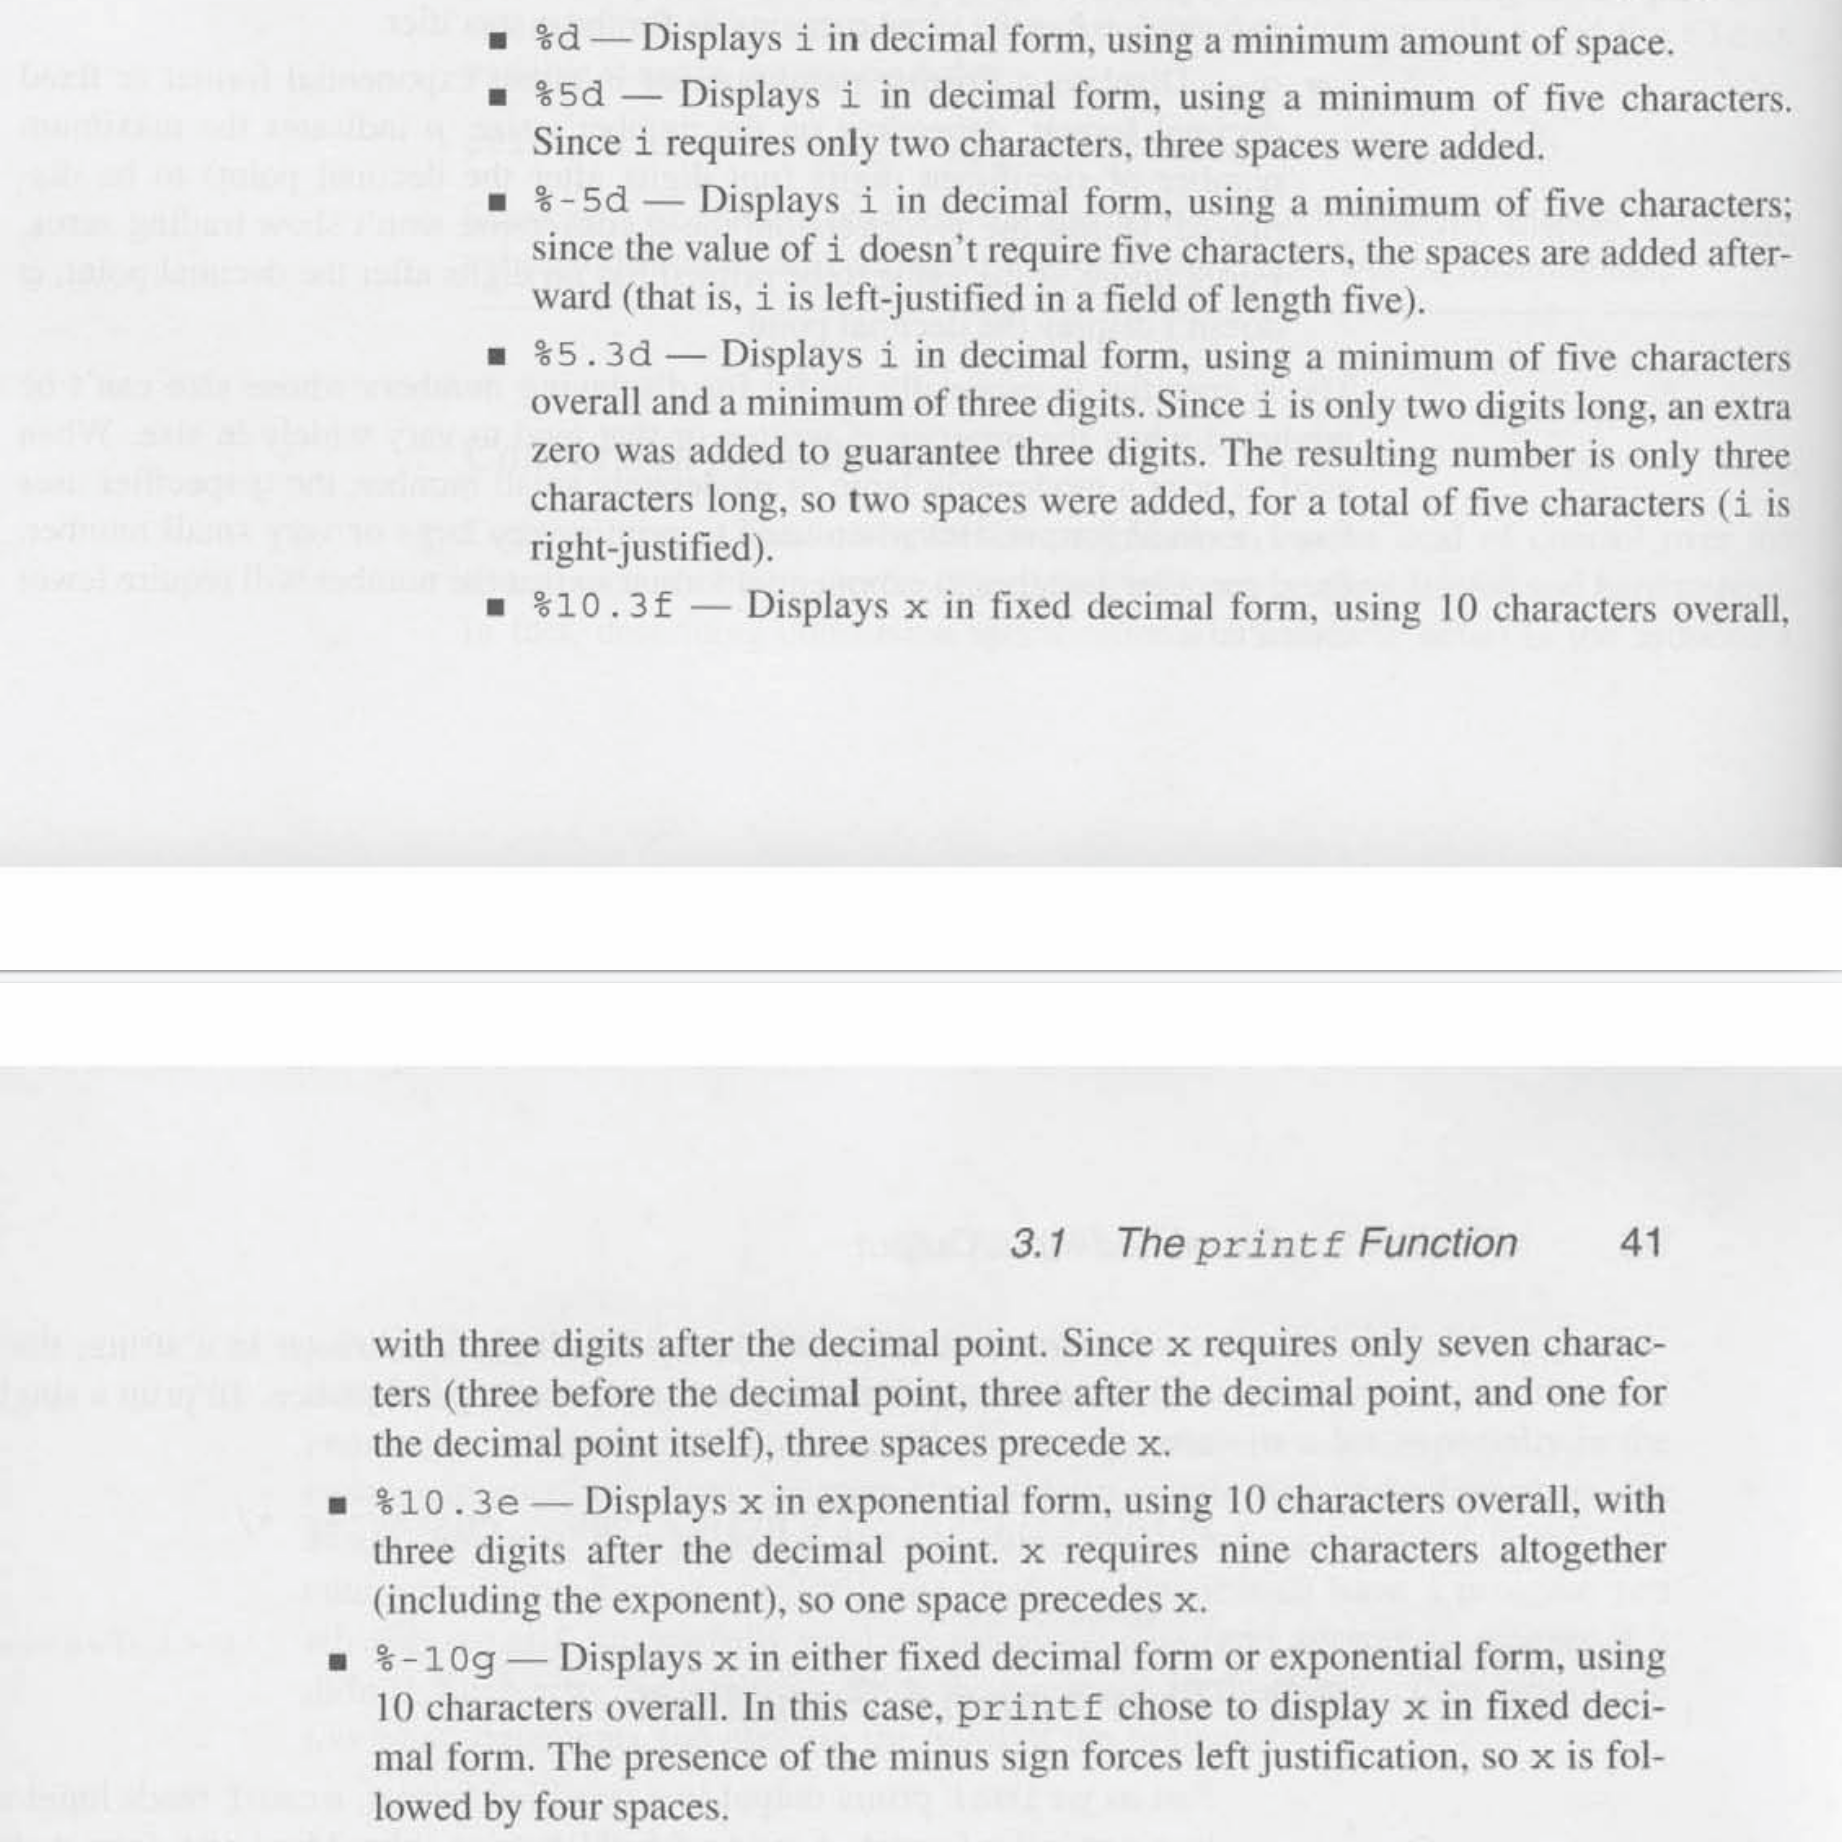 ■ %d — Displays i in decimal form, using a minimum amount of space.
■ %5d — Displays i in decimal form, using a minimum of five characters.
Since i requires only two characters, three spaces were added.
■ %-5d — Displays i in decimal form, using a minimum of five characters;
since the value of i doesn't require five characters, the spaces are added after-
ward (that is, i is left-justified in a field of length five).
■ %5.3d — Displays i in decimal form, using a minimum of five characters
overall and a minimum of three digits. Since i is only two digits long, an extra
zero was added to guarantee three digits. The resulting number is only three
characters long, so two spaces were added, for a total of five characters (i is
right-justified).
■ %10.3f — Displays x in fixed decimal form, using 10 characters overall,
3.1 The printf Function 41
with three digits after the decimal point. Since x requires only seven charac-
ters (three before the decimal point, three after the decimal point, and one for
the decimal point itself), three spaces precede x.
■ %10.3e — Displays x in exponential form, using 10 characters overall, with
three digits after the decimal point. x requires nine characters altogether
(including the exponent), so one space precedes x.
■ %-10g — Displays x in either fixed decimal form or exponential form, using
10 characters overall. In this case, printf chose to display x in fixed deci-
mal form. The presence of the minus sign forces left justification, so x is fol-
lowed by four spaces.